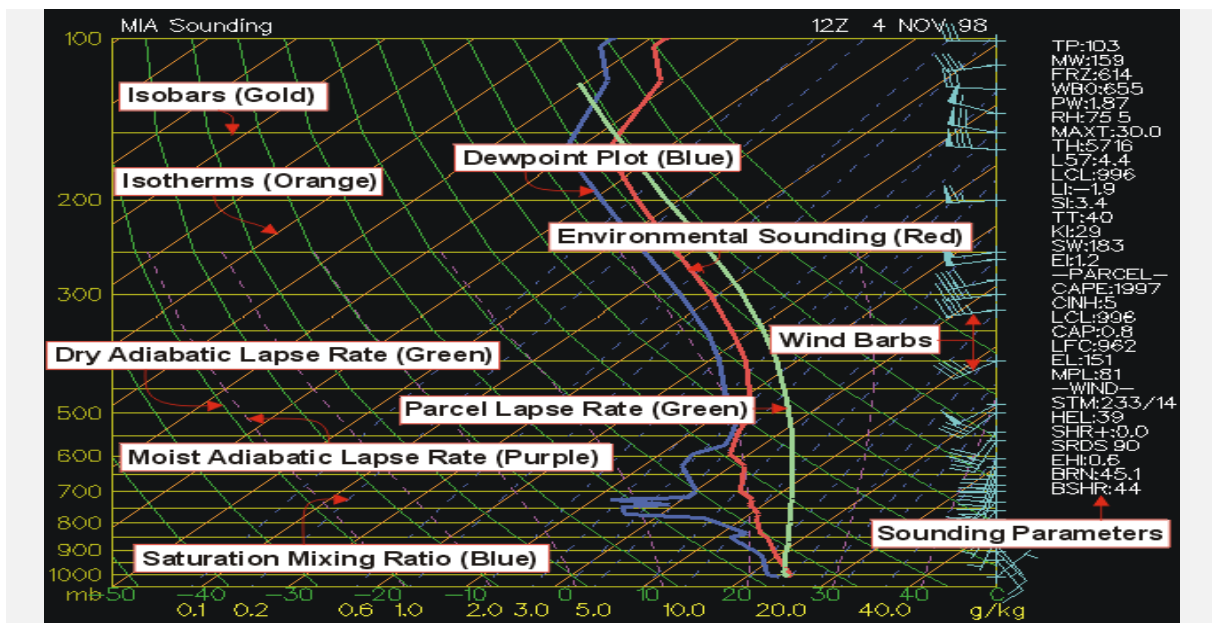 MIA Sounding 12Z 4 NOV 98
100
200
300
400
500
600
700
800
900
1000
mb
Isobars (Gold)
Isotherms (Orange)
Dewpoint Plot (Blue)
Environmental Sounding (Red)
Wind Barbs
Dry Adiabatic Lapse Rate (Green)
Parcel Lapse Rate (Green)
Moist Adiabatic Lapse Rate (Purple)
Saturation Mixing Ratio (Blue)
Sounding Parameters
-50 -40 -30 -20 -10 0 10 20 30 40 C
0.1 0.2 0.6 1.0 2.0 3.0 5.0 10.0 20.0 40.0 g/kg
TP:103
MW:159
FRZ:614
WB0:655
PW:1.87
RH:75.5
MAXT:30.0
TH:5716
L57:4.4
LCL:996
LI:-1.9
SI:3.4
TT:40
KI:29
SW:183
EI:1.2
-PARCEL-
CAPE:1997
CINH:5
LCL:996
CAP:0.8
LFC:962
EL:151
MPL:81
-WIND-
STM:233/14
HEL:39
SHR+:0.0
SRDS:90
EHI:0.6
BRN:45.1
BSHR:44